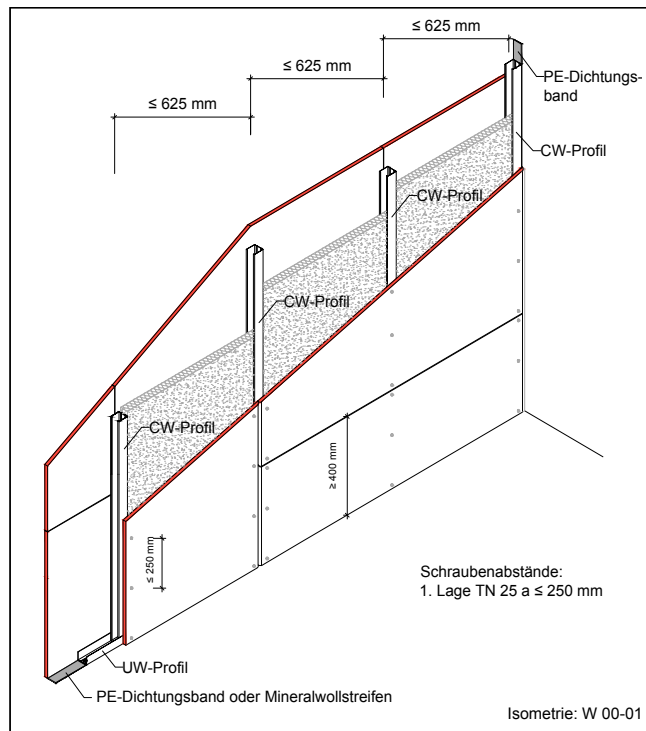 ≤ 625 mm
≤ 625 mm
≤ 625 mm
PE-Dichtungs-
band
CW-Profil
CW-Profil
CW-Profil
CW-Profil
≥ 400 mm
≤ 250 mm
Schraubenabstände:
1. Lage TN 25 a ≤ 250 mm
UW-Profil
PE-Dichtungsband oder Mineralwollstreifen
Isometrie: W 00-01